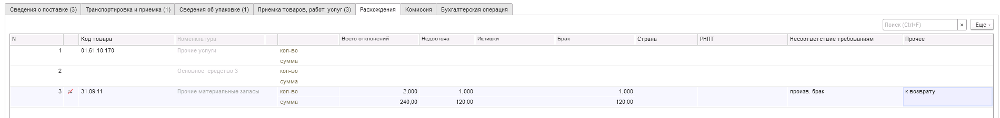 Сведения о поставке (3) Транспортировка и приемка (1) Сведения об упаковке (1) Приемка товаров, работ, услуг (3) Расхождения Комиссия Бухгалтерская операция
Поиск (Ctrl+F) × Еще
N Код товара Номенклатура Всего отклонений Недостача Излишки Брак Страна РНПТ Несоответствие требованиям Прочее
1 01.61.10.170 Прочие услуги кол-во
сумма
2 Основное средство 3 кол-во
сумма
3 31.09.11 Прочие материальные запасы кол-во 2,000 1,000 1,000 произв. брак к возврату
сумма 240,00 120,00 120,00